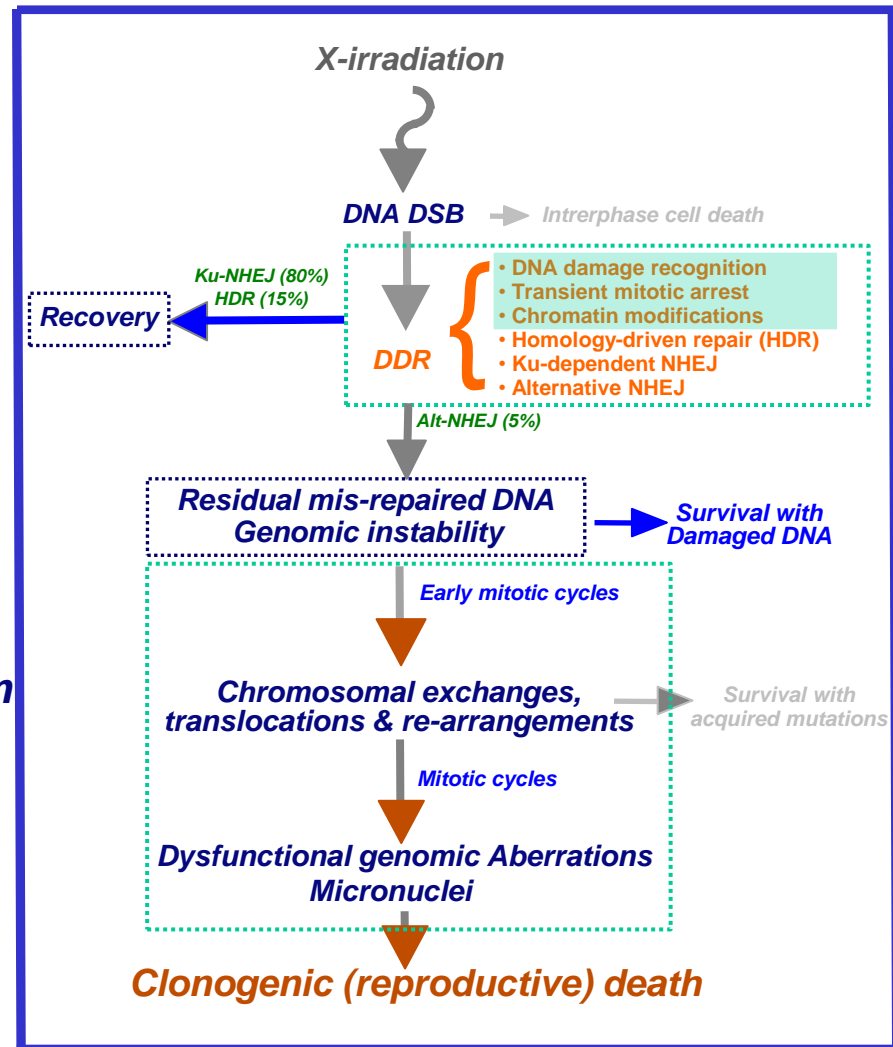 X-irradiation
DNA DSB
Intrerphase cell death
Ku-NHEJ (80%)
HDR (15%)
Recovery
DDR
{
• DNA damage recognition
• Transient mitotic arrest
• Chromatin modifications
• Homology-driven repair (HDR)
• Ku-dependent NHEJ
• Alternative NHEJ
Alt-NHEJ (5%)
Residual mis-repaired DNA
Genomic instability
Survival with
Damaged DNA
Early mitotic cycles
n
Chromosomal exchanges,
translocations & re-arrangements
Survival with
acquired mutations
Mitotic cycles
Dysfunctional genomic Aberrations
Micronuclei
Clonogenic (reproductive) death